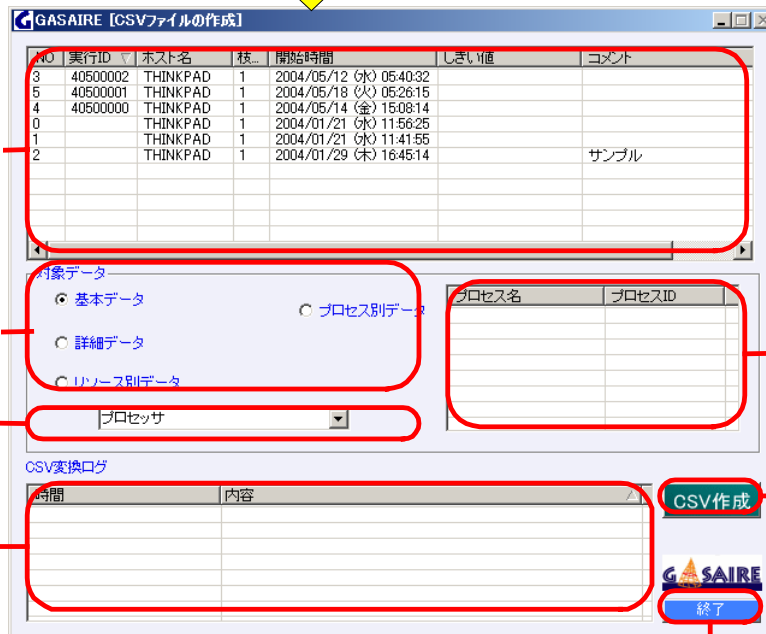 GASAIRE [CSVファイルの作成]
NO 実行ID ▽ ホスト名 枝... 開始時間 しきい値 コメント
3 40500002 THINKPAD 1 2004/05/12 (水) 05:40:32
5 40500001 THINKPAD 1 2004/05/18 (火) 05:26:15
4 40500000 THINKPAD 1 2004/05/14 (金) 15:08:14
0 THINKPAD 1 2004/01/21 (水) 11:56:25
1 THINKPAD 1 2004/01/21 (水) 11:41:55
2 THINKPAD 1 2004/01/29 (木) 16:45:14 サンプル
対象データ
基本データ
プロセス別データ
詳細データ
リソース別データ
プロセッサ
プロセス名 プロセスID
CSV変換ログ
時間 内容
CSV作成
GASAIRE
終了